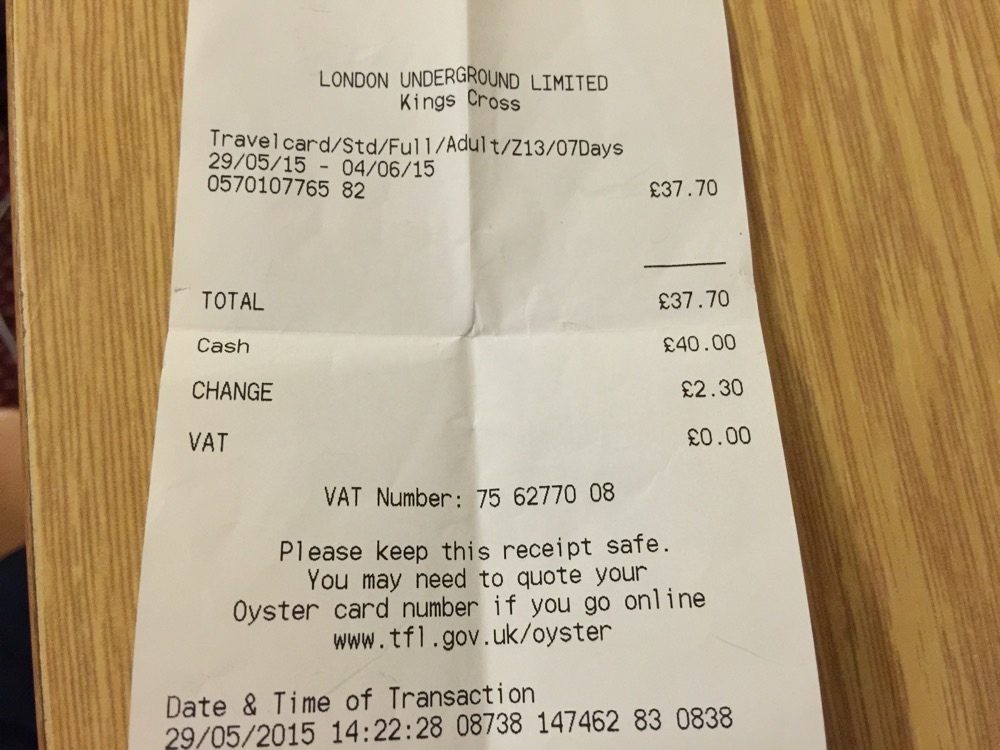 LONDON UNDERGROUND LIMITED
Kings Cross
Travelcard/Std/Full/Adult/Z13/07Days
29/05/15 - 04/06/15
0570107765 82 £37.70
TOTAL £37.70
Cash £40.00
CHANGE £2.30
VAT £0.00
VAT Number: 75 62770 08
Please keep this receipt safe.
You may need to quote your
Oyster card number if you go online
www.tfl.gov.uk/oyster
Date & Time of Transaction
29/05/2015 14:22:28 08738 147462 83 0838